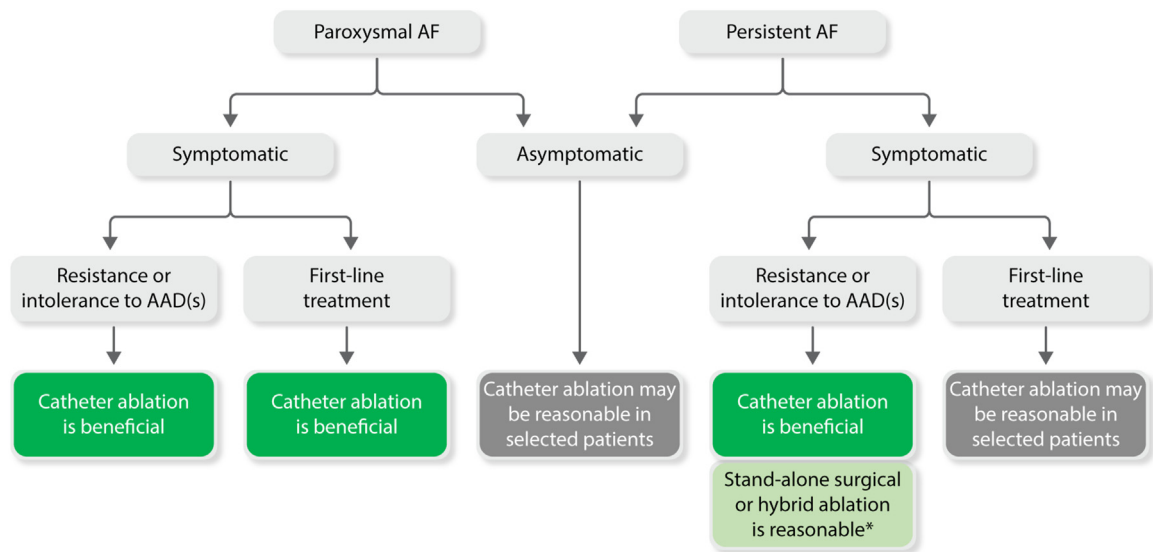 Paroxysmal AF
Persistent AF
Symptomatic
Asymptomatic
Symptomatic
Resistance or
intolerance to AAD(s)
First-line
treatment
Resistance or
intolerance to AAD(s)
First-line
treatment
Catheter ablation
is beneficial
Catheter ablation
is beneficial
Catheter ablation may
be reasonable in
selected patients
Catheter ablation
is beneficial
Catheter ablation may
be reasonable in
selected patients
Stand-alone surgical
or hybrid ablation
is reasonable*